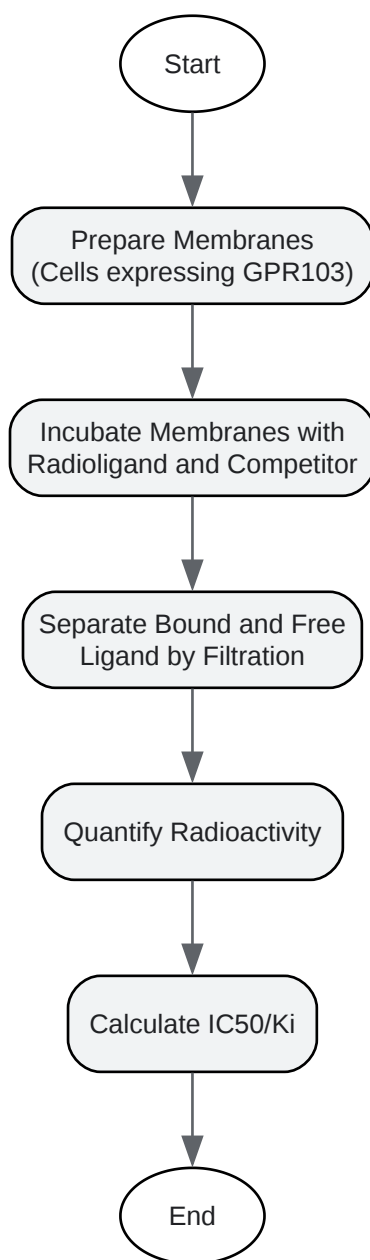 Start
Prepare Membranes
(Cells expressing GPR103)
Incubate Membranes with
Radioligand and Competitor
Separate Bound and Free
Ligand by Filtration
Quantify Radioactivity
Calculate IC50/Ki
End